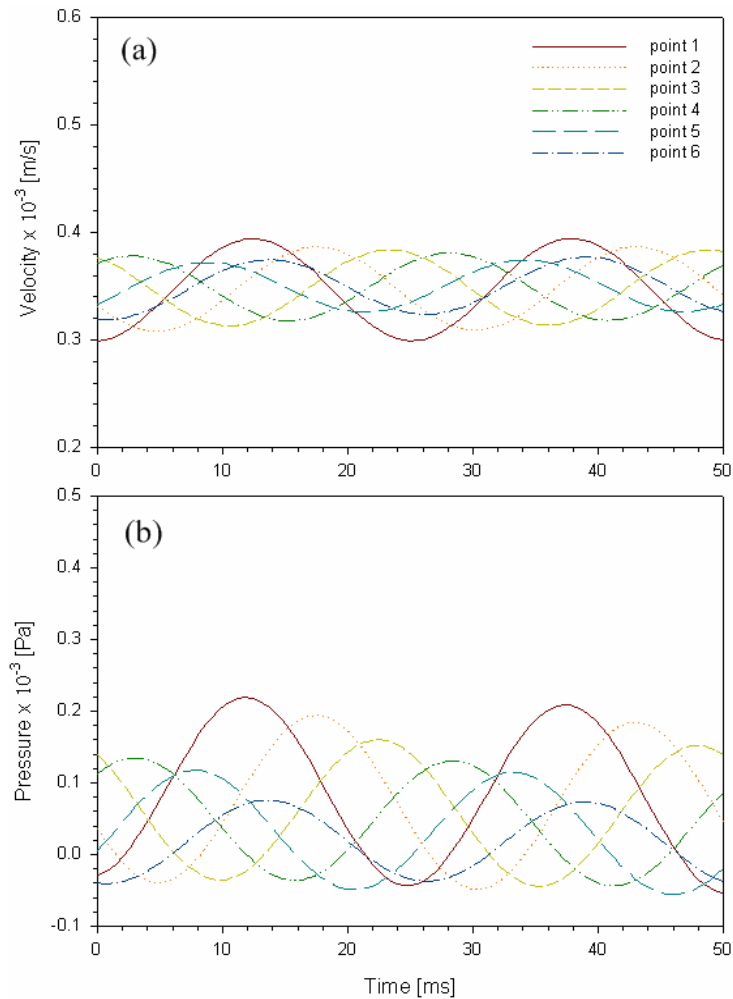 0.6
(a)
point 1
point 2
0.5
point 3
point 4
point 5
point 6
Velocity x 10⁻³ [m/s]
0.4
0.3
0.2
0 10 20 30 40 50
0.5
(b)
0.4
0.3
Pressure x 10⁻³ [Pa]
0.2
0.1
0.0
-0.1
0 10 20 30 40 50
Time [ms]